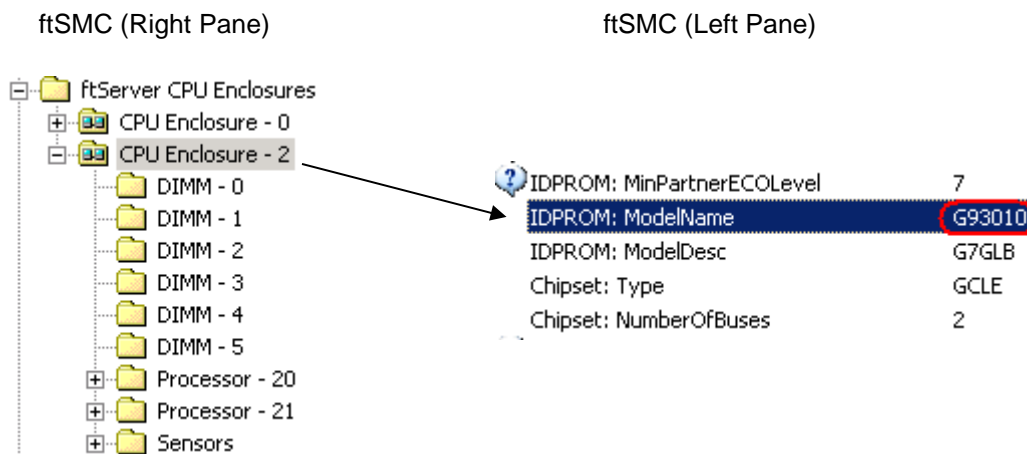 ftSMC (Right Pane)
ftSMC (Left Pane)
ftServer CPU Enclosures
CPU Enclosure - 0
CPU Enclosure - 2
DIMM - 0
DIMM - 1
DIMM - 2
DIMM - 3
DIMM - 4
DIMM - 5
Processor - 20
Processor - 21
Sensors
IDPROM: MinPartnerECOLevel 7
IDPROM: ModelName G93010
IDPROM: ModelDesc G7GLB
Chipset: Type GCLE
Chipset: NumberOfBuses 2